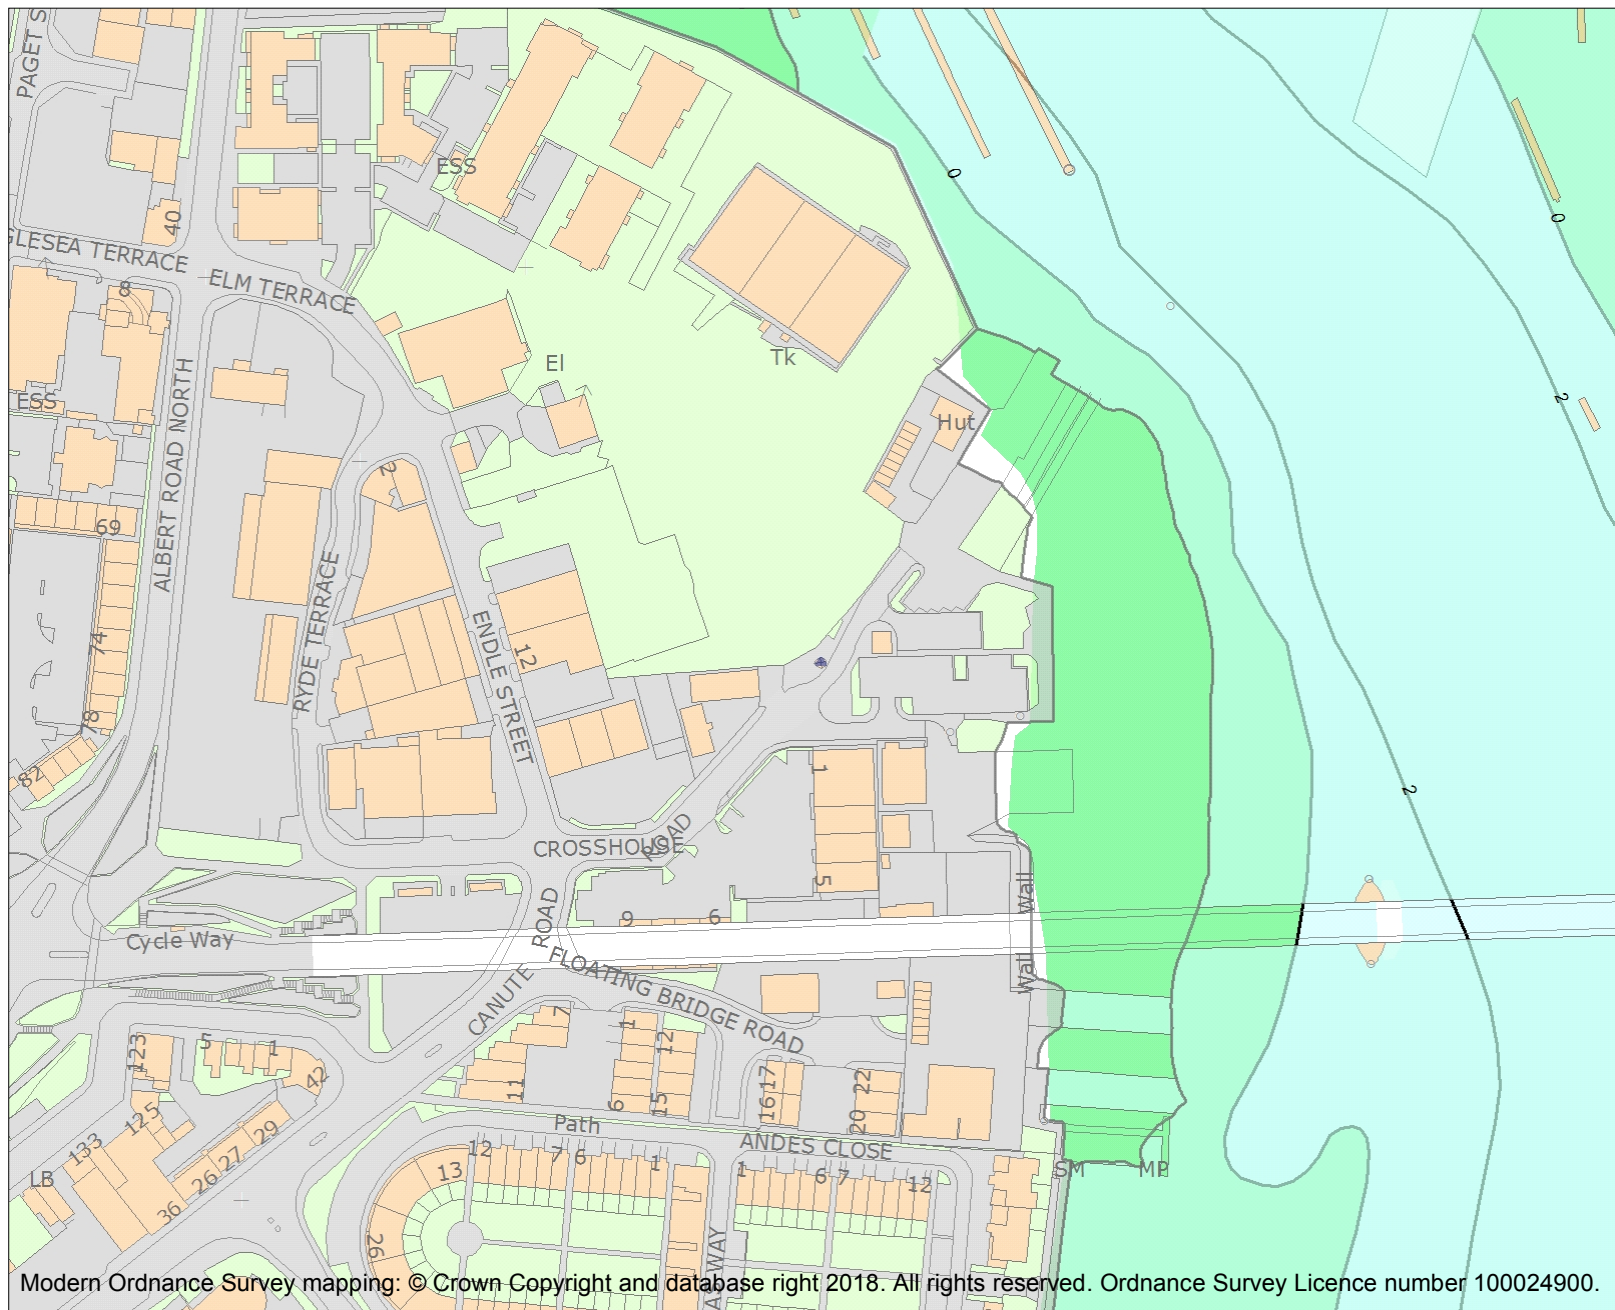 PAGET S
ESS
40
GLESEA TERRACE
ELM TERRACE
8
0
0
2
El
Tk
Hut
ESS
ALBERT ROAD NORTH
2
69
RYDE TERRACE
ENDLE STREET
12
74
78
82
1
2
CROSSHOUSE
ROAD
5
Wall
9
6
Cycle Way
ROAD
CANUTE
FLOATING BRIDGE ROAD
Wall
7
1
12
123
5
1
42
11
6
15
17
16
22
20
Path
ANDES CLOSE
125
133
29
27
26
36
LB
12
13
7
6
1
1
6
7
12
SM
MP
26
WAY
Modern Ordnance Survey mapping: © Crown Copyright and database right 2018. All rights reserved. Ordnance Survey Licence number 100024900.